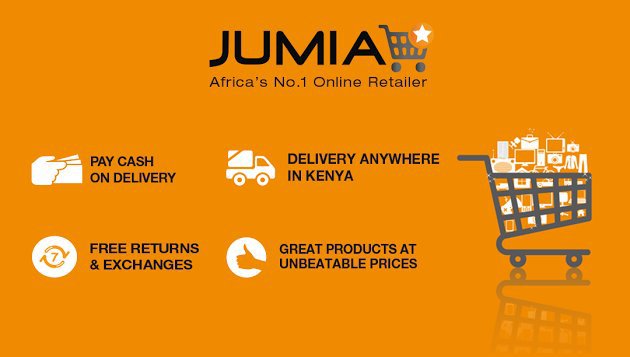 JUMIA
Africa's No.1 Online Retailer
PAY CASH
ON DELIVERY
DELIVERY ANYWHERE
IN KENYA
7
FREE RETURNS
& EXCHANGES
GREAT PRODUCTS AT
UNBEATABLE PRICES